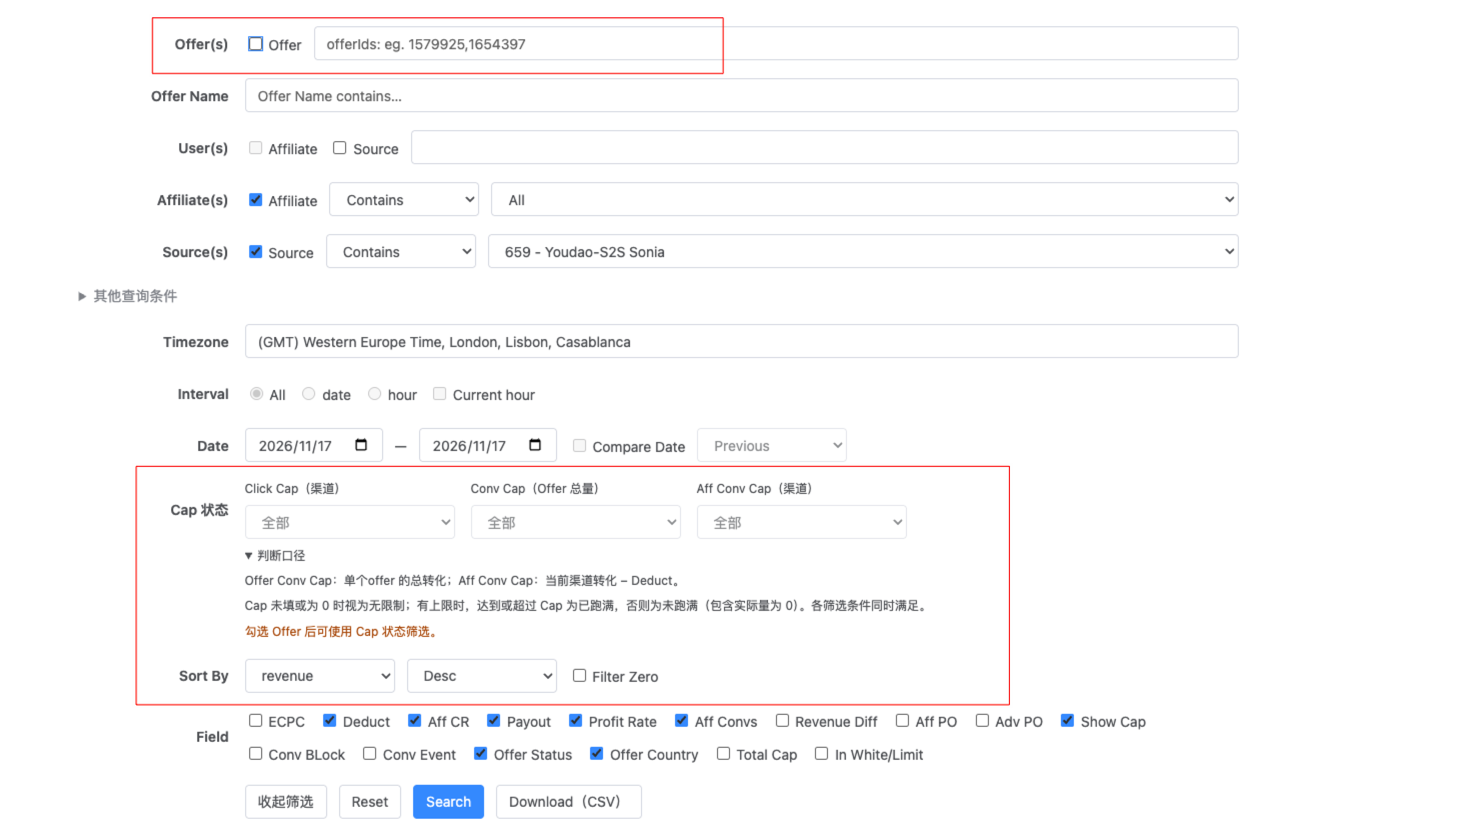 Offer(s) Offer offerIds: eg. 1579925,1654397
Offer Name Offer Name contains...
User(s) Affiliate Source
Affiliate(s) Affiliate Contains All
Source(s) Source Contains 659 - Youdao-S2S Sonia
▶ 其他查询条件
Timezone (GMT) Western Europe Time, London, Lisbon, Casablanca
Interval All date hour Current hour
Date 2026/11/17 — 2026/11/17 Compare Date Previous
Click Cap（渠道） Conv Cap（Offer 总量） Aff Conv Cap（渠道）
Cap 状态 全部 全部 全部
▼ 判断口径
Offer Conv Cap：单个offer 的总转化；Aff Conv Cap：当前渠道转化 − Deduct。
Cap 未填或为 0 时视为无限制；有上限时，达到或超过 Cap 为已跑满，否则为未跑满（包含实际量为 0）。各筛选条件同时满足。
勾选 Offer 后可使用 Cap 状态筛选。
Sort By revenue Desc Filter Zero
Field ECPC Deduct Aff CR Payout Profit Rate Aff Convs Revenue Diff Aff PO Adv PO Show Cap
Conv BLock Conv Event Offer Status Offer Country Total Cap In White/Limit
收起筛选 Reset Search Download（CSV）